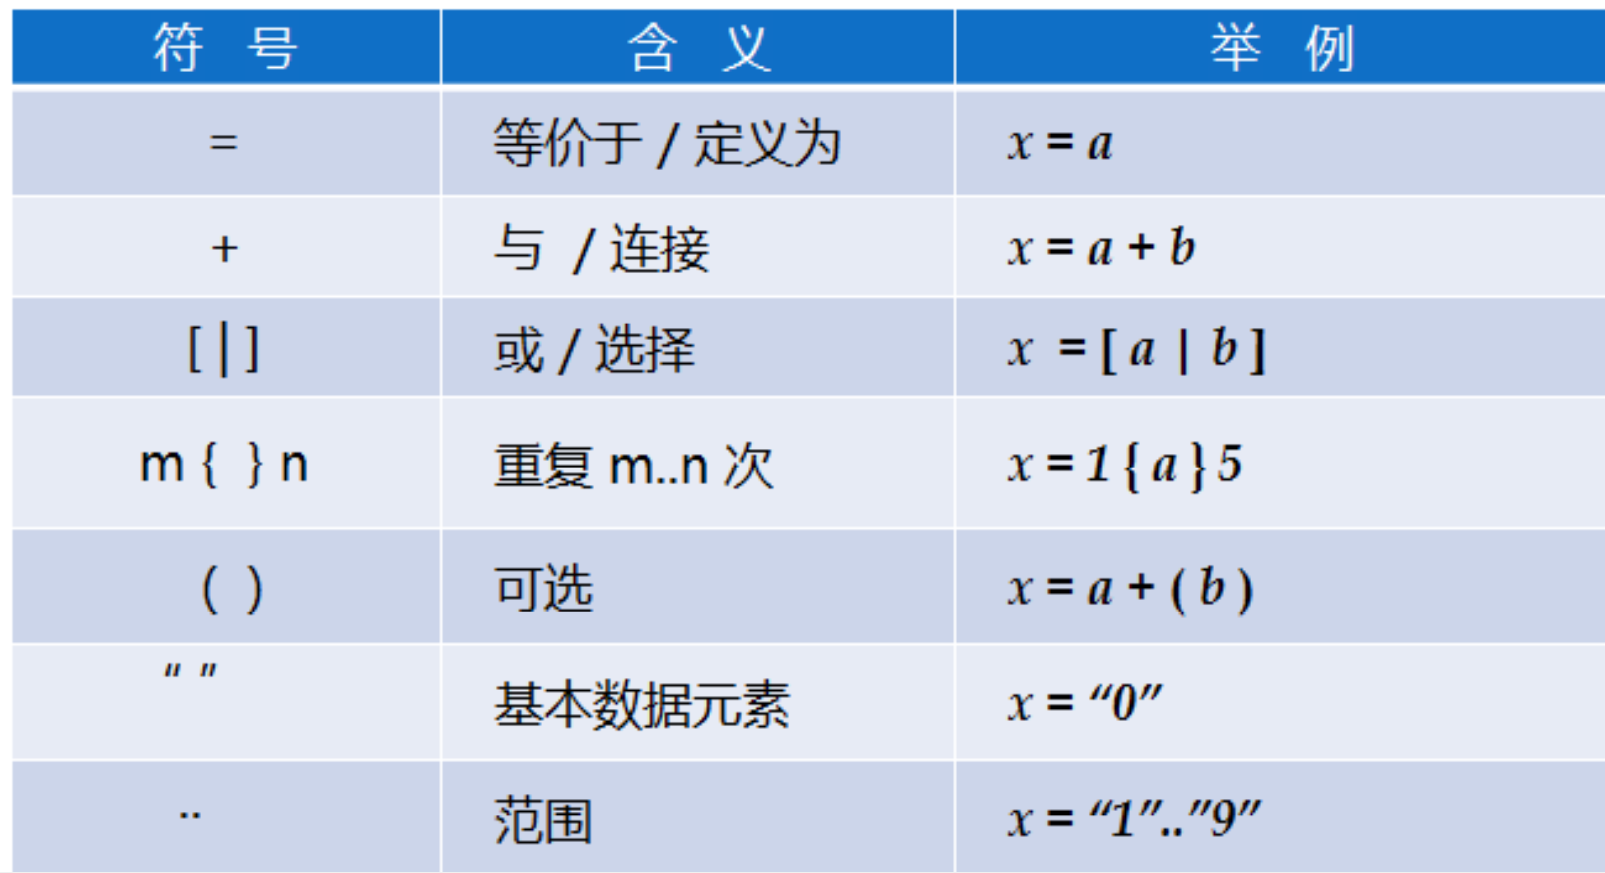 符 号 含 义 举 例
= 等价于 / 定义为 x = a
+ 与 / 连接 x = a + b
[ | ] 或 / 选择 x = [ a | b ]
m { } n 重复 m..n 次 x = 1 { a } 5
( ) 可选 x = a + ( b )
“ ” 基本数据元素 x = “0”
.. 范围 x = “1”..”9”